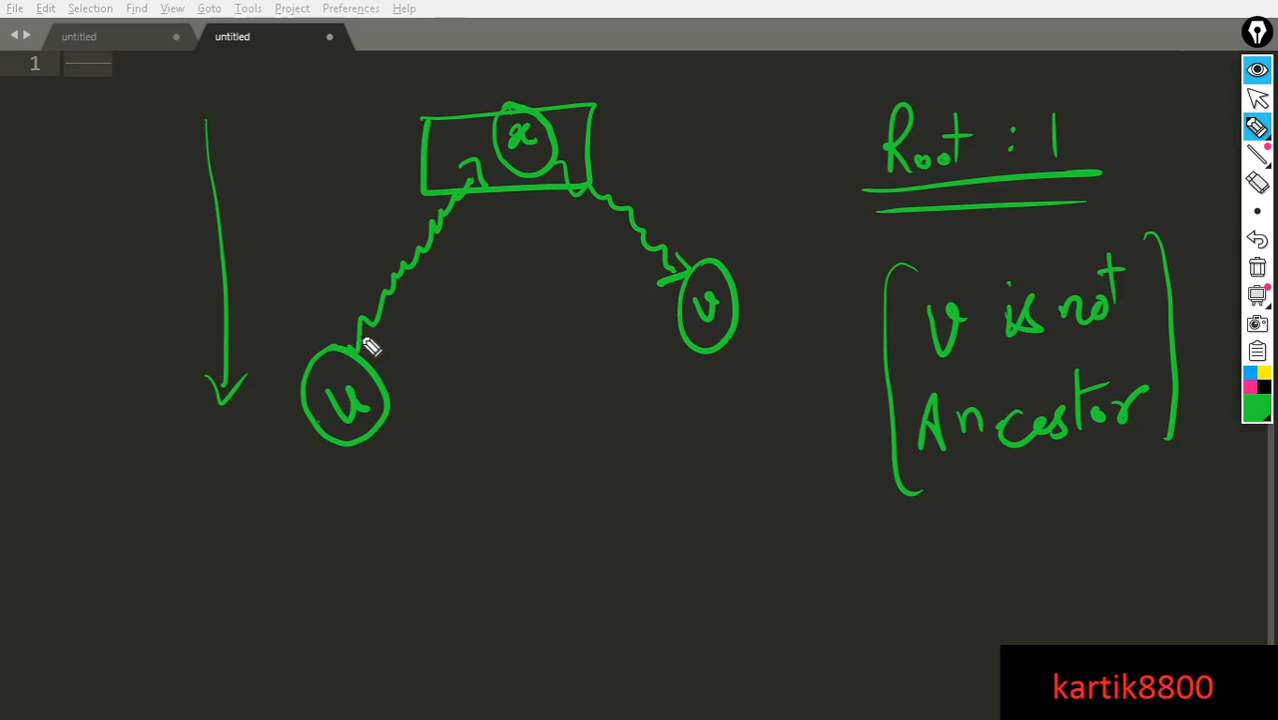 File Edit Selection Find View Goto Tools Project Preferences Help
untitled untitled
1
x
Root : 1
v
v is not
Ancestor
u
kartik8800